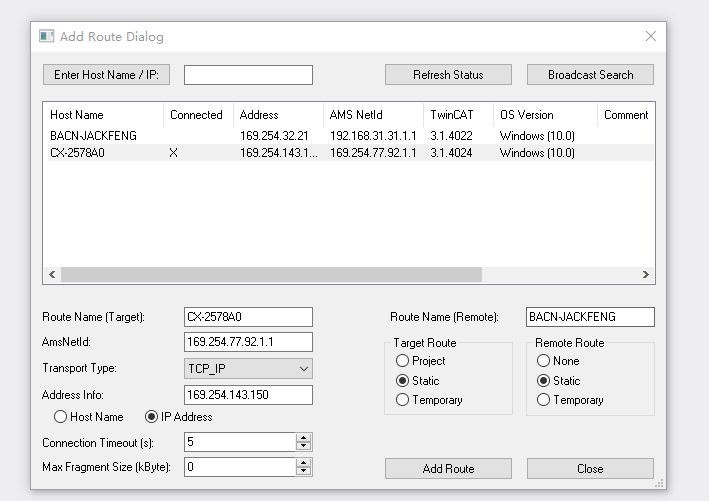 Add Route Dialog
Enter Host Name / IP: Refresh Status Broadcast Search
Host Name Connected Address AMS NetId TwinCAT OS Version Comment
BACN-JACKFENG 169.254.32.21 192.168.31.31.1.1 3.1.4022 Windows (10.0)
CX-2578A0 X 169.254.143.1... 169.254.77.92.1.1 3.1.4024 Windows (10.0)
Route Name (Target): CX-2578A0 Route Name (Remote): BACN-JACKFENG
AmsNetId: 169.254.77.92.1.1 Target Route Remote Route
Transport Type: TCP_IP Project None
Address Info: 169.254.143.150 Static Static
Host Name IP Address Temporary Temporary
Connection Timeout (s): 5
Max Fragment Size (kByte): 0 Add Route Close